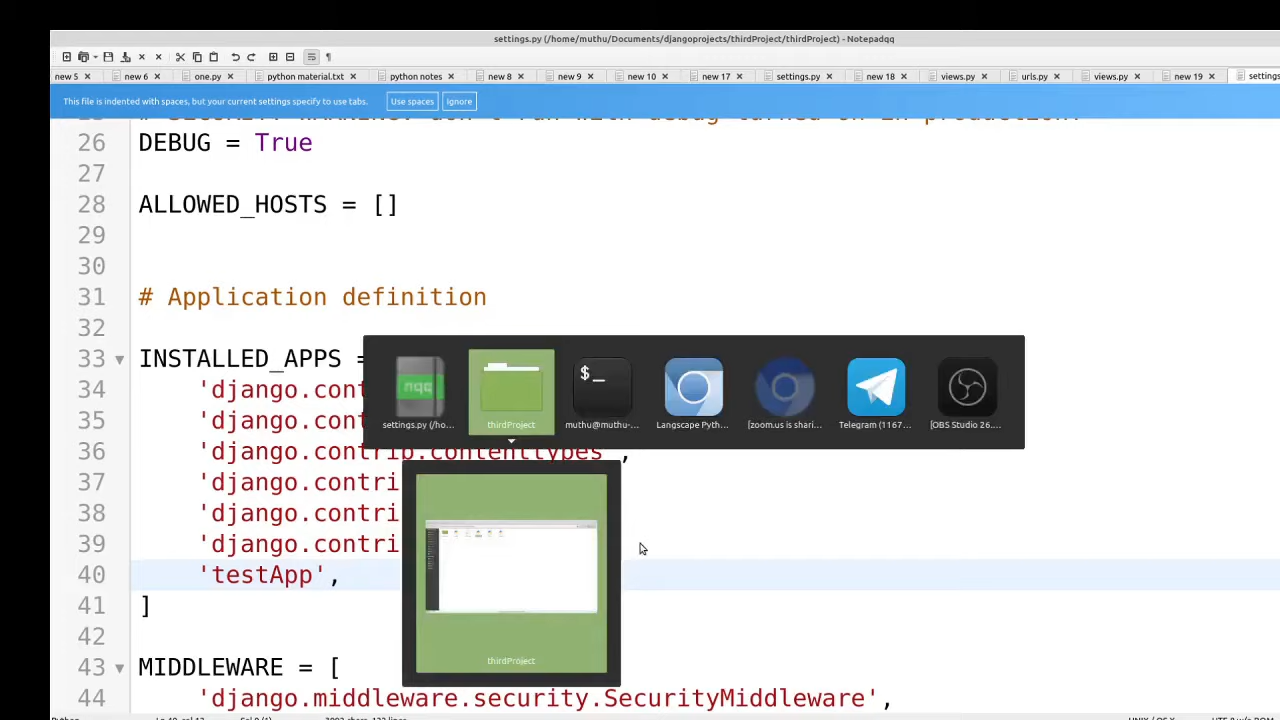 settings.py (/home/muthu/Documents/djangoprojects/thirdProject/thirdProject) - Notepadqq
new 5 new 6 one.py python material.txt python notes new 8 new 9 new 10 new 17 settings.py new 18 views.py urls.py views.py new 19 settings
This file is indented with spaces, but your current settings specify to use tabs. Use spaces Ignore
26 DEBUG = True
27
28 ALLOWED_HOSTS = []
29
30
31 # Application definition
32
33 INSTALLED_APPS =
34 'django.cont
35 'django.cont
36 'django.contrib.contenttypes',
37 'django.contri
38 'django.contri
39 'django.contri
40 'testApp',
41 ]
42
43 MIDDLEWARE = [
44 'django.middleware.security.SecurityMiddleware',
nqq
$_
settings.py (/ho... thirdProject muthu@muthu-... Langscape Pyth... [zoom.us is shari... Telegram (1167... [OBS Studio 26....
thirdProject